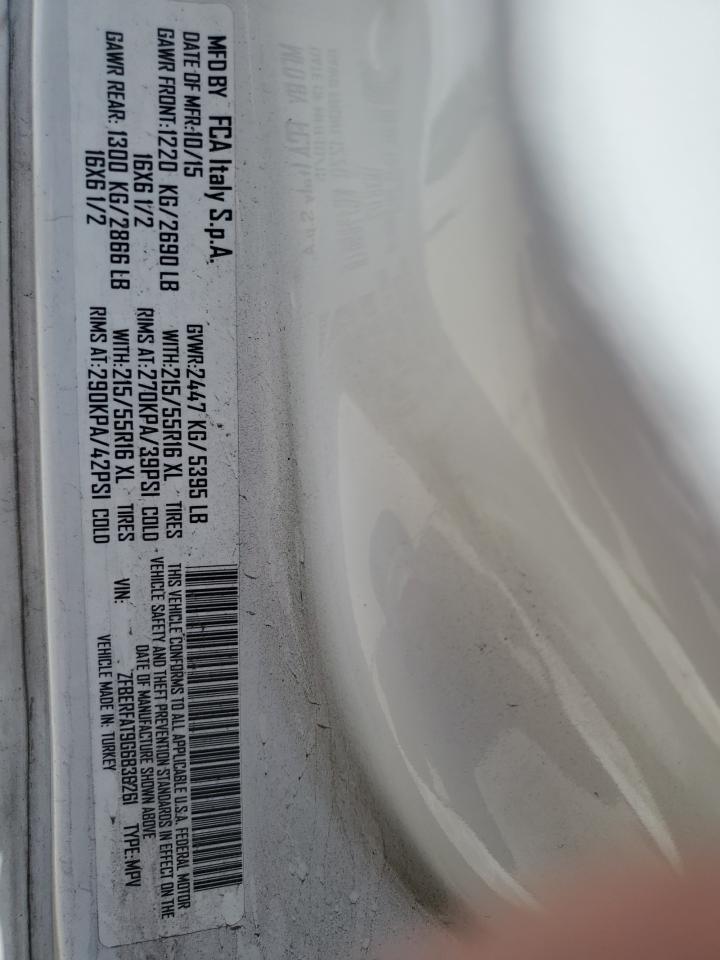 MFD BY FCA Italy S.p.A.
DATE OF MFR:10/15 GVWR:2447 KG/ 5395 LB
GAWR FRONT:1220 KG/2690 LB WITH:215/55R16 XL TIRES
16X6 1/2 RIMS AT:270KPA/39PSI COLD
GAWR REAR: 1300 KG/2866 LB WITH:215/55R16 XL TIRES
16X6 1/2 RIMS AT:290KPA/42PSI COLD
THIS VEHICLE CONFORMS TO ALL APPLICABLE U.S.A. FEDERAL MOTOR
VEHICLE SAFETY AND THEFT PREVENTION STANDARDS IN EFFECT ON THE
DATE OF MANUFACTURE SHOWN ABOVE
VIN: ZFBERFAT9G6B38261 TYPE:MPV
VEHICLE MADE IN: TURKEY